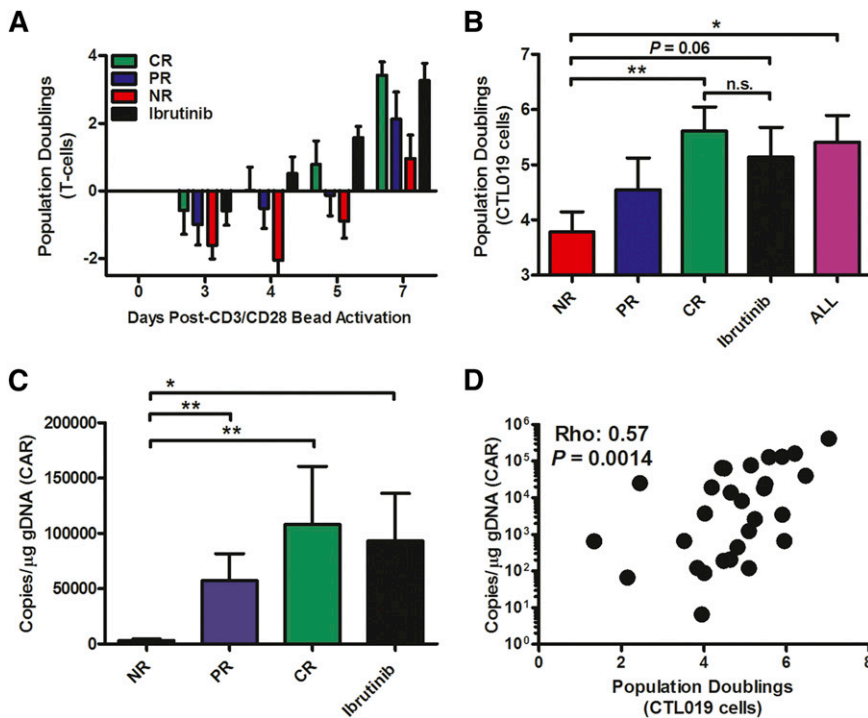 A
CR
PR
NR
Ibrutinib
Population Doublings
(T-cells)
4
2
0
-2
0 3 4 5 7
Days Post-CD3/CD28 Bead Activation
B
*
P = 0.06
**
n.s.
Population Doublings
(CTL019 cells)
7
6
5
4
3
NR PR CR Ibrutinib ALL
C
*
**
**
Copies/μg gDNA (CAR)
200000
150000
100000
50000
0
NR PR CR Ibrutinib
D
Rho: 0.57
P = 0.0014
Copies/μg gDNA (CAR)
10⁶
10⁵
10⁴
10³
10²
10¹
10⁰
0 2 4 6 8
Population Doublings
(CTL019 cells)